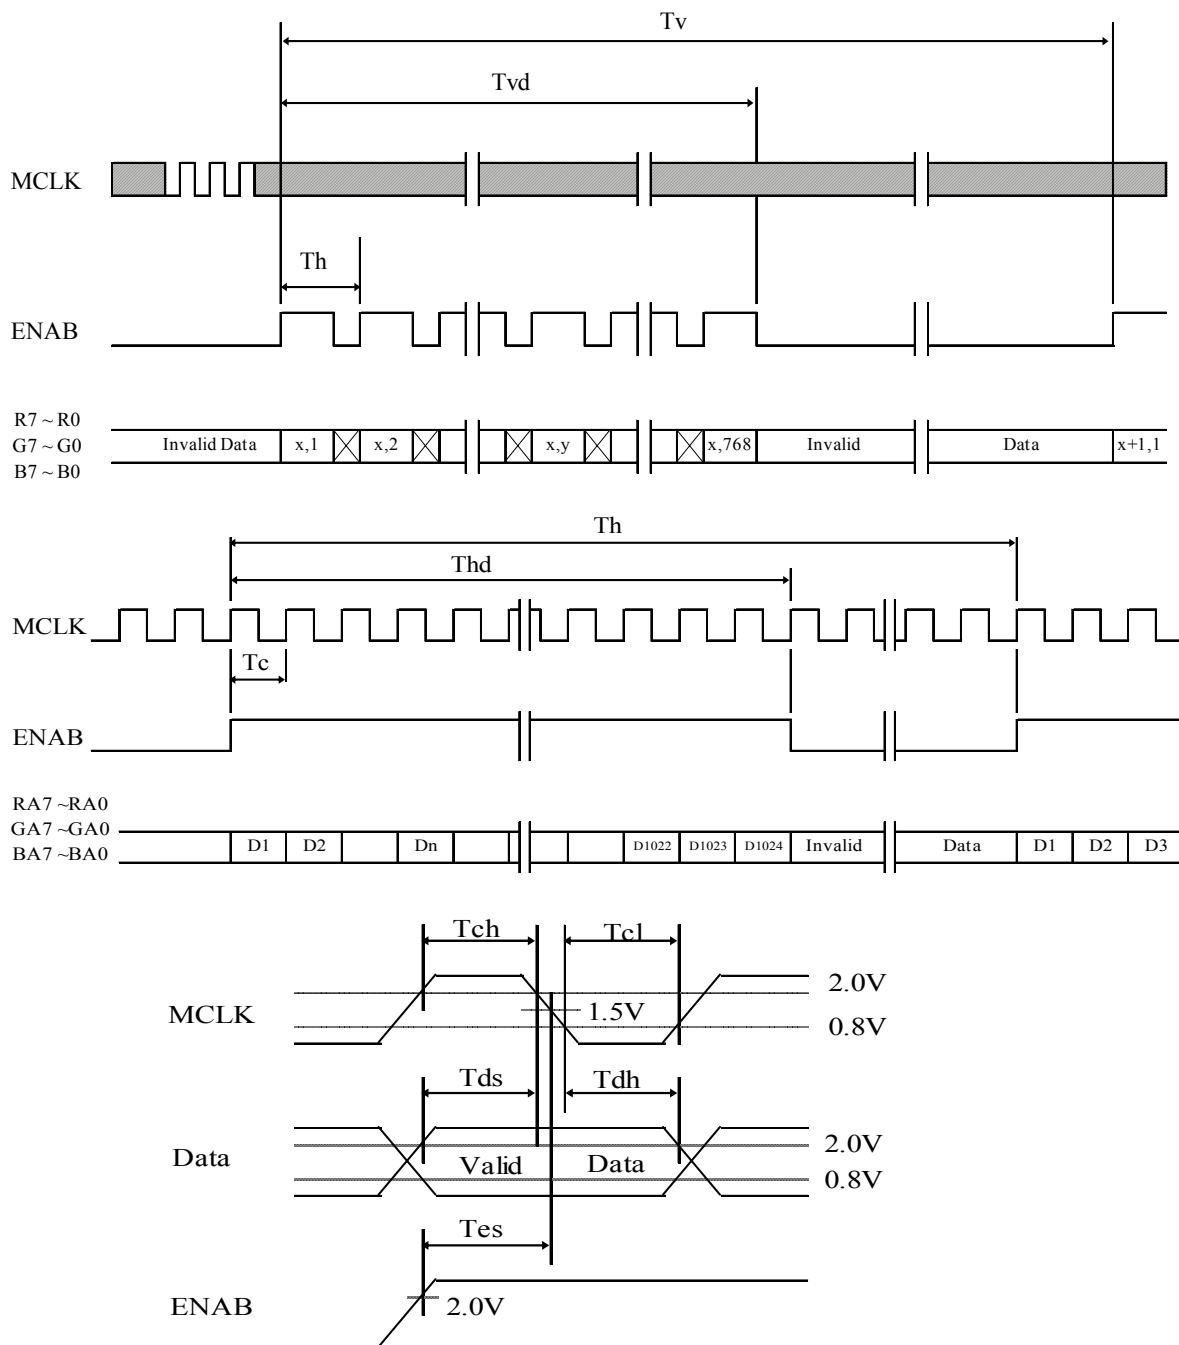 Tv
Tvd
MCLK
Th
ENAB
R7 ~ R0
G7 ~ G0
B7 ~ B0
Invalid Data x,1 x,2 x,y x,768 Invalid Data x+1,1
Th
Thd
MCLK
Tc
ENAB
RA7 ~RA0
GA7 ~GA0
BA7 ~BA0
D1 D2 Dn D1022 D1023 D1024 Invalid Data D1 D2 D3
Tch Tcl
MCLK
2.0V
1.5V
0.8V
Tds Tdh
Data
Valid Data
2.0V
0.8V
Tes
ENAB
2.0V